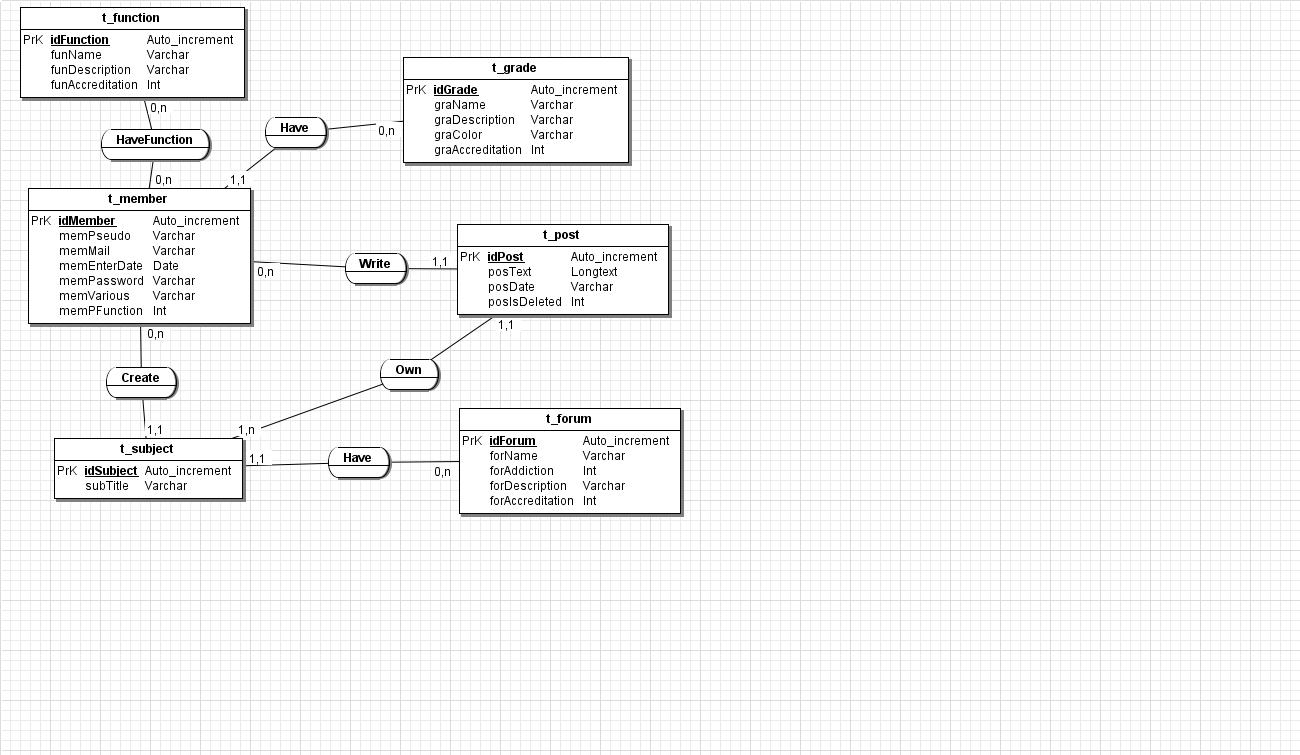 t_function
PrK idFunction Auto_increment
funName Varchar
funDescription Varchar
funAccreditation Int
0,n
HaveFunction
0,n
t_grade
PrK idGrade Auto_increment
graName Varchar
graDescription Varchar
graColor Varchar
graAccreditation Int
Have
0,n
1,1
t_member
PrK idMember Auto_increment
memPseudo Varchar
memMail Varchar
memEnterDate Date
memPassword Varchar
memVarious Varchar
memPFunction Int
0,n
Write
1,1
t_post
PrK idPost Auto_increment
posText Longtext
posDate Varchar
posIsDeleted Int
1,1
0,n
Create
1,1
Own
1,n
t_subject
PrK idSubject Auto_increment
subTitle Varchar
1,1
Have
0,n
t_forum
PrK idForum Auto_increment
forName Varchar
forAddiction Int
forDescription Varchar
forAccreditation Int